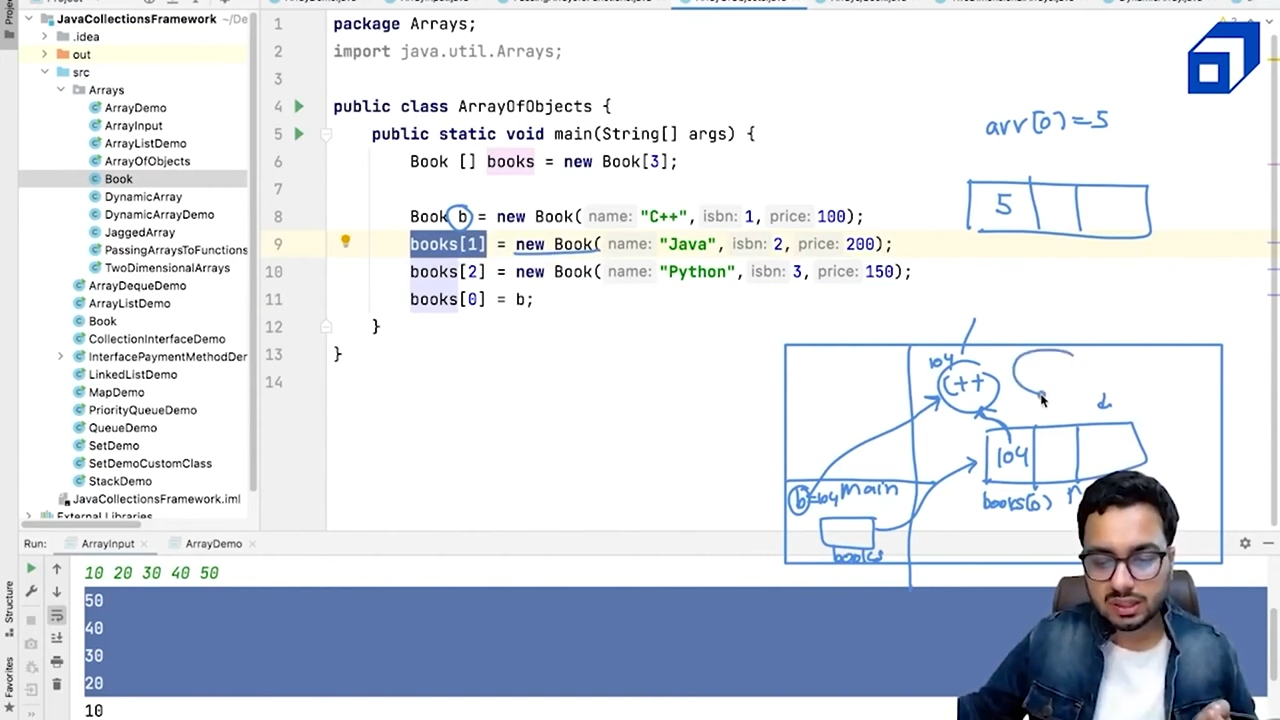 JavaCollectionsFramework ~/De
.idea
out
src
Arrays
ArrayDemo
ArrayInput
ArrayListDemo
ArrayOfObjects
Book
DynamicArray
DynamicArrayDemo
JaggedArray
PassingArraysToFunctions
TwoDimensionalArrays
ArrayDequeDemo
ArrayListDemo
Book
CollectionInterfaceDemo
InterfacePaymentMethodDer
LinkedListDemo
MapDemo
PriorityQueueDemo
QueueDemo
SetDemo
SetDemoCustomClass
StackDemo
JavaCollectionsFramework.iml
External Libraries
1 package Arrays;
2 import java.util.Arrays;
3
4 public class ArrayOfObjects {
5 public static void main(String[] args) {
6 Book [] books = new Book[3];
7
8 Book b = new Book( name: "C++", isbn: 1, price: 100);
9 books[1] = new Book( name: "Java", isbn: 2, price: 200);
10 books[2] = new Book( name: "Python", isbn: 3, price: 150);
11 books[0] = b;
12 }
13 }
14
arr[0]=5
5
104
C++
104
books(0)
b=104 main
books
Run: ArrayInput ArrayDemo
10 20 30 40 50
50
40
30
20
10
Structure
Favorites